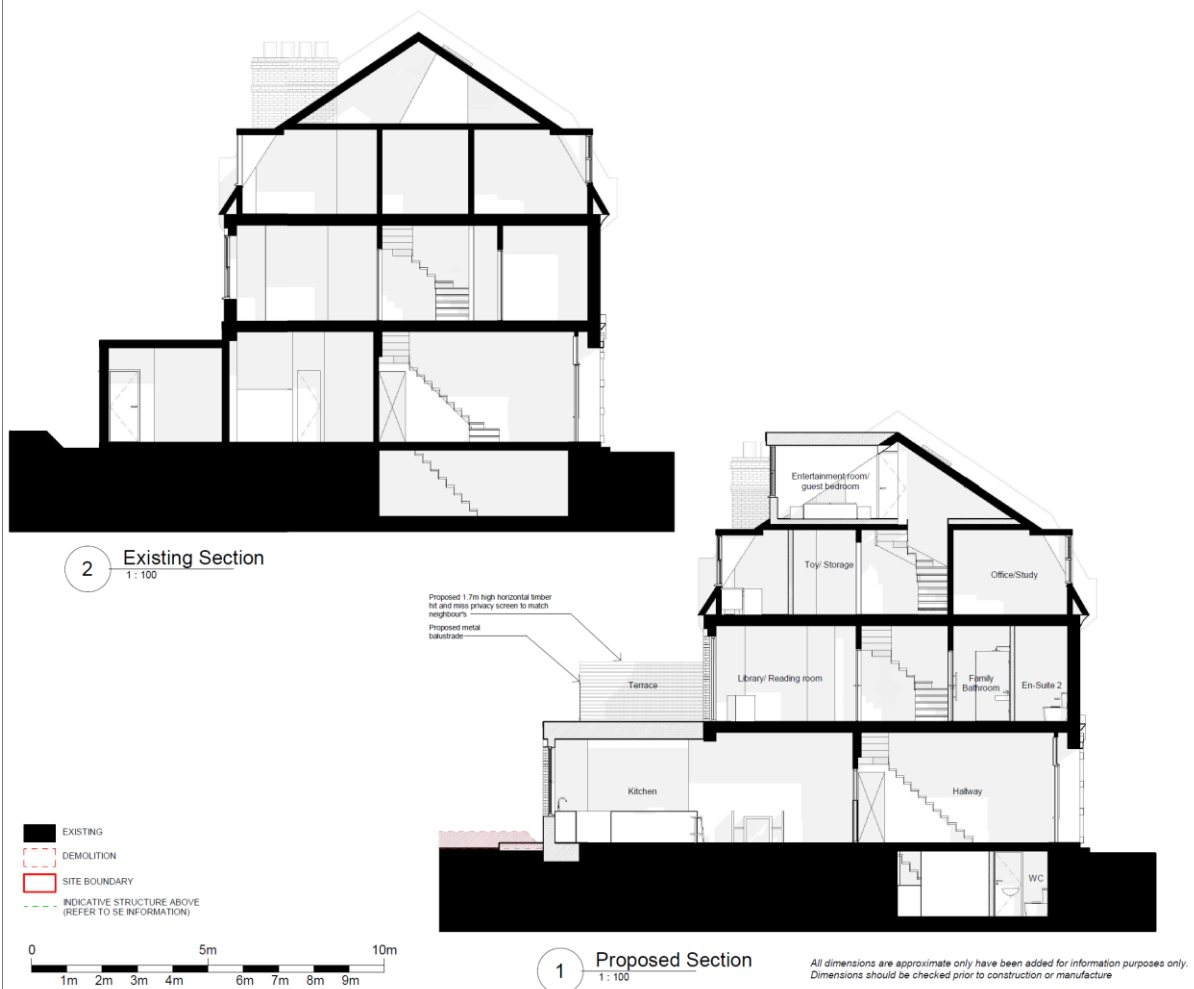 2
Existing Section
1 : 100
Entertainment room/
guest bedroom
Toy/ Storage
Office/Study
Proposed 1.7m high horizontal timber
hit and miss privacy screen to match
neighbour's
Proposed metal
balustrade
Terrace
Library/ Reading room
Family
Bathroom
En-Suite 2
Kitchen
Hallway
WC
EXISTING
DEMOLITION
SITE BOUNDARY
INDICATIVE STRUCTURE ABOVE
(REFER TO SE INFORMATION)
0 5m 10m
1m 2m 3m 4m 6m 7m 8m 9m
1
Proposed Section
1 : 100
All dimensions are approximate only have been added for information purposes only.
Dimensions should be checked prior to construction or manufacture